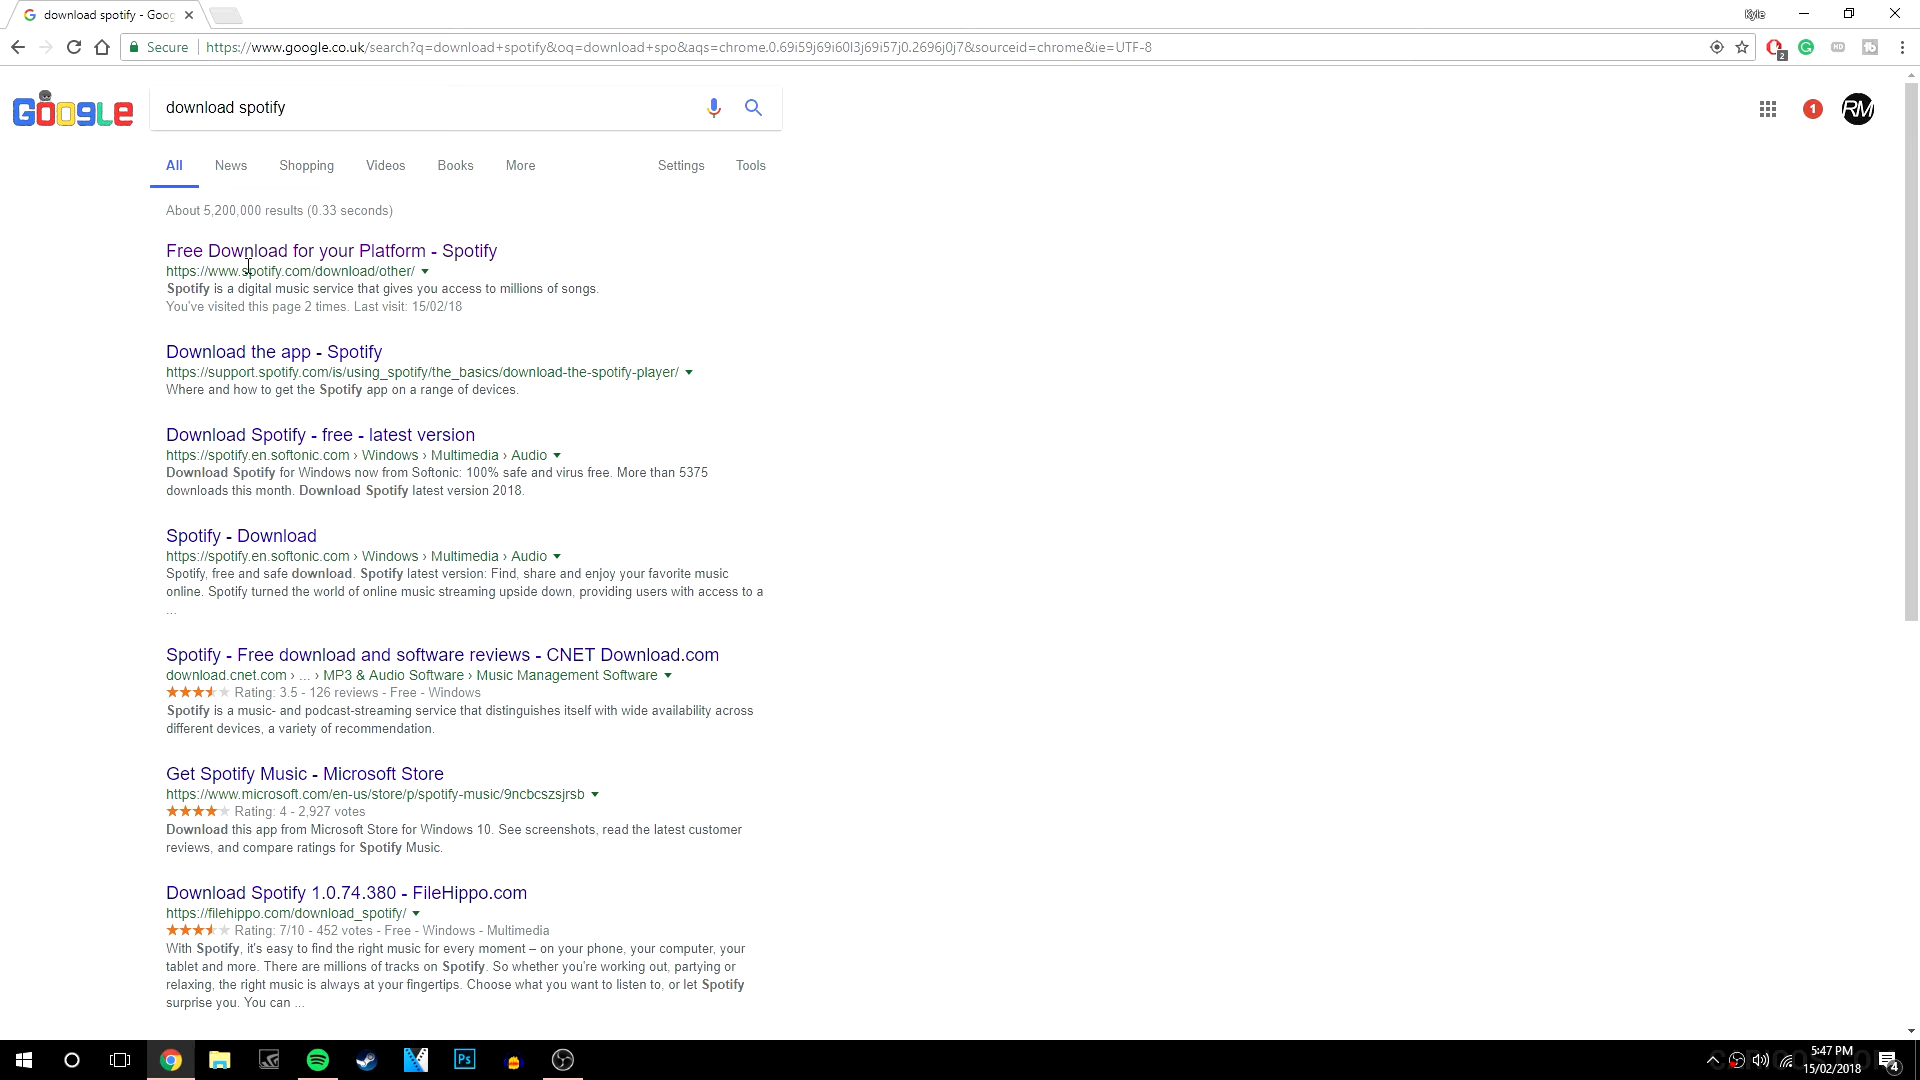 download spotify - Goog
Kyle
Secure
https://www.google.co.uk/search?q=download+spotify&oq=download+spo&aqs=chrome.0.69i59j69i60l3j69i57j0.2696j0j7&sourceid=chrome&ie=UTF-8
2
HD
tb
Google
download spotify
1
RM
All News Shopping Videos Books More Settings Tools
About 5,200,000 results (0.33 seconds)
Free Download for your Platform - Spotify
https://www.spotify.com/download/other/
Spotify is a digital music service that gives you access to millions of songs.
You've visited this page 2 times. Last visit: 15/02/18
Download the app - Spotify
https://support.spotify.com/is/using_spotify/the_basics/download-the-spotify-player/
Where and how to get the Spotify app on a range of devices.
Download Spotify - free - latest version
https://spotify.en.softonic.com › Windows › Multimedia › Audio
Download Spotify for Windows now from Softonic: 100% safe and virus free. More than 5375
downloads this month. Download Spotify latest version 2018.
Spotify - Download
https://spotify.en.softonic.com › Windows › Multimedia › Audio
Spotify, free and safe download. Spotify latest version: Find, share and enjoy your favorite music
online. Spotify turned the world of online music streaming upside down, providing users with access to a
...
Spotify - Free download and software reviews - CNET Download.com
download.cnet.com › ... › MP3 & Audio Software › Music Management Software
Rating: 3.5 - 126 reviews - Free - Windows
Spotify is a music- and podcast-streaming service that distinguishes itself with wide availability across
different devices, a variety of recommendation.
Get Spotify Music - Microsoft Store
https://www.microsoft.com/en-us/store/p/spotify-music/9ncbcszsjrsb
Rating: 4 - 2,927 votes
Download this app from Microsoft Store for Windows 10. See screenshots, read the latest customer
reviews, and compare ratings for Spotify Music.
Download Spotify 1.0.74.380 - FileHippo.com
https://filehippo.com/download_spotify/
Rating: 7/10 - 452 votes - Free - Windows - Multimedia
With Spotify, it's easy to find the right music for every moment – on your phone, your computer, your
tablet and more. There are millions of tracks on Spotify. So whether you're working out, partying or
relaxing, the right music is always at your fingertips. Choose what you want to listen to, or let Spotify
surprise you. You can ...
Ps
5:47 PM
15/02/2018
4